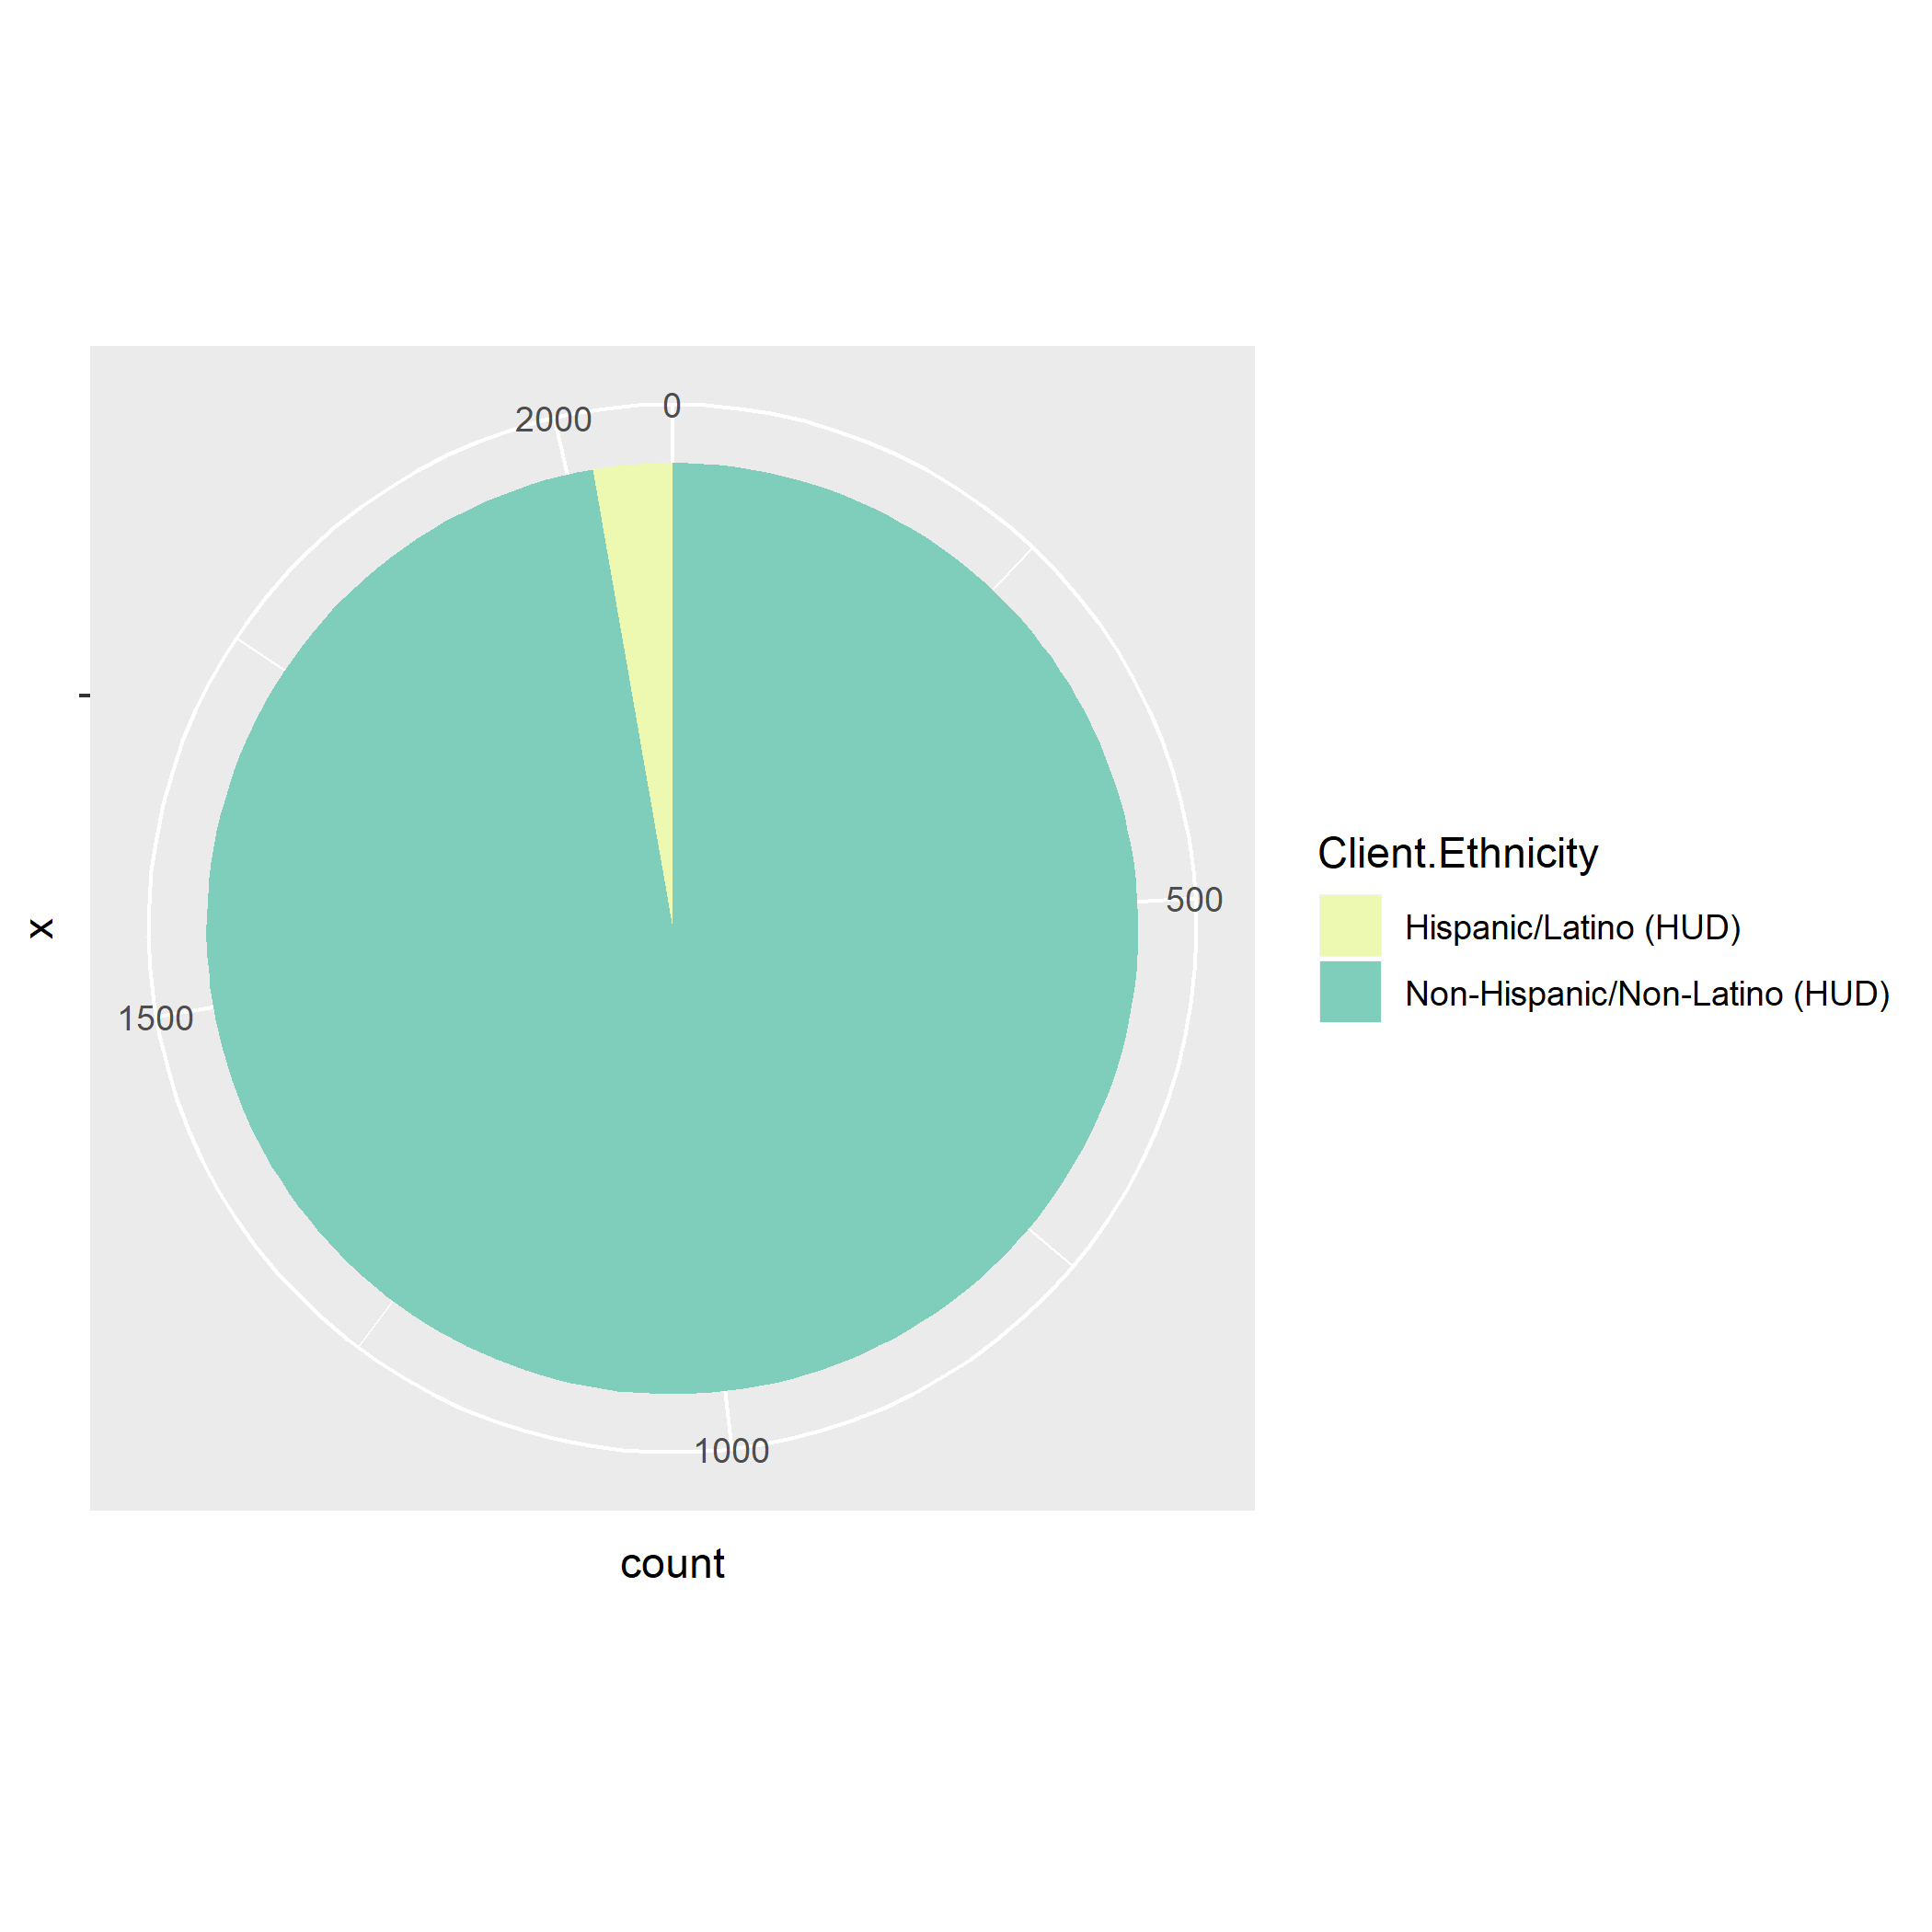 2000
0
500
1500
1000
x
count
Client.Ethnicity
Hispanic/Latino (HUD)
Non-Hispanic/Non-Latino (HUD)